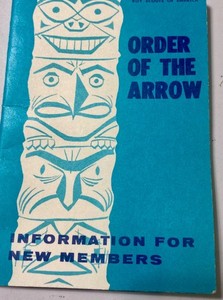 ORDER
OF THE
ARROW
INFORMATION FOR
NEW MEMBERS